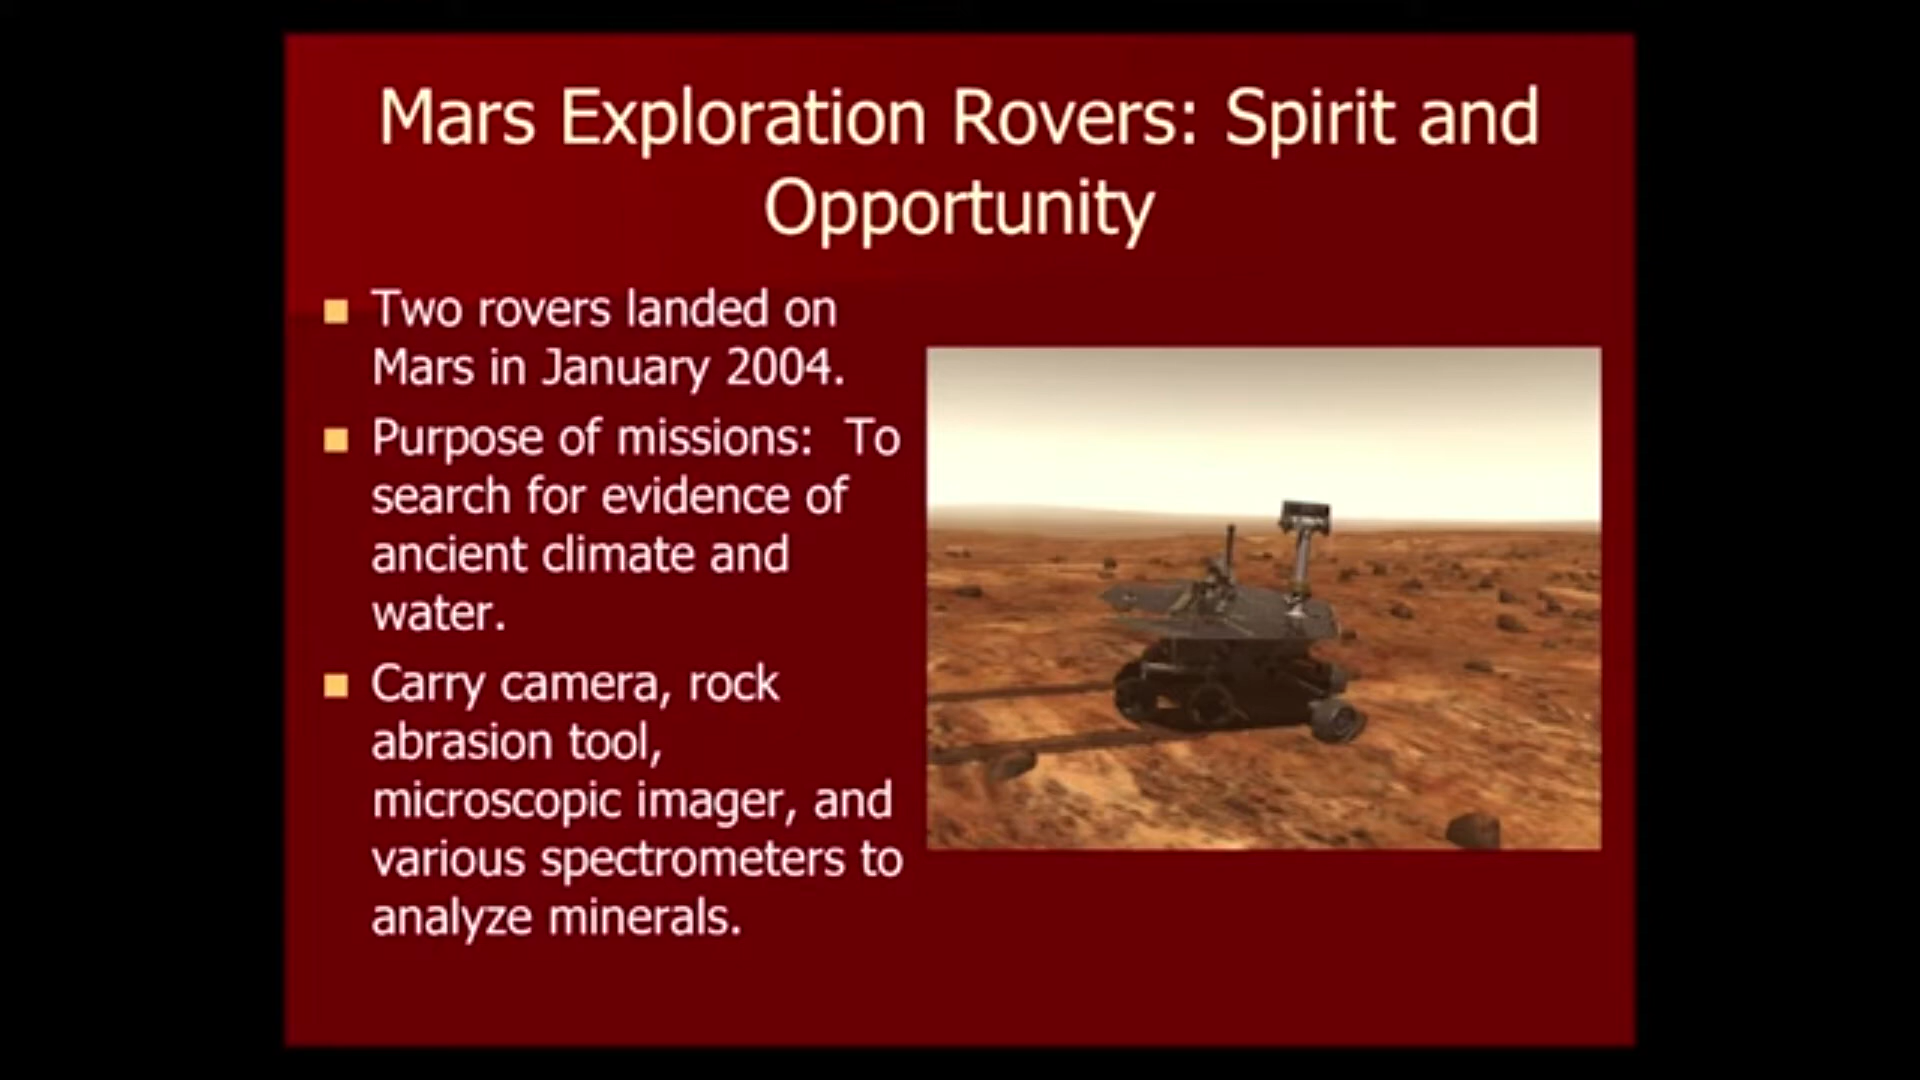 Mars Exploration Rovers: Spirit and
Opportunity
Two rovers landed on
Mars in January 2004.
Purpose of missions:  To
search for evidence of
ancient climate and
water.
Carry camera, rock
abrasion tool,
microscopic imager, and
various spectrometers to
analyze minerals.